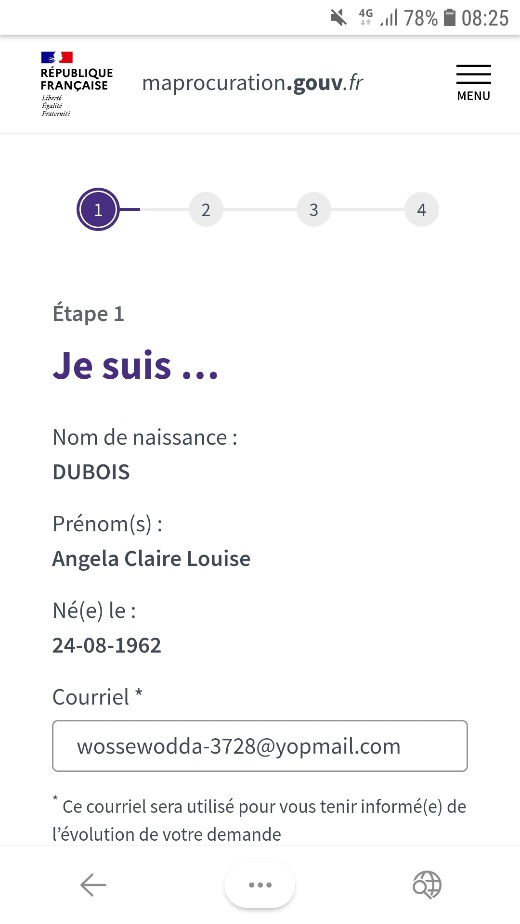 4G 78% 08:25
RÉPUBLIQUE
FRANÇAISE
Liberté
Égalité
Fraternité
maprocuration.gouv.fr
MENU
1 2 3 4
Étape 1
Je suis ...
Nom de naissance :
DUBOIS
Prénom(s) :
Angela Claire Louise
Né(e) le :
24-08-1962
Courriel *
wossewodda-3728@yopmail.com
* Ce courriel sera utilisé pour vous tenir informé(e) de
l’évolution de votre demande